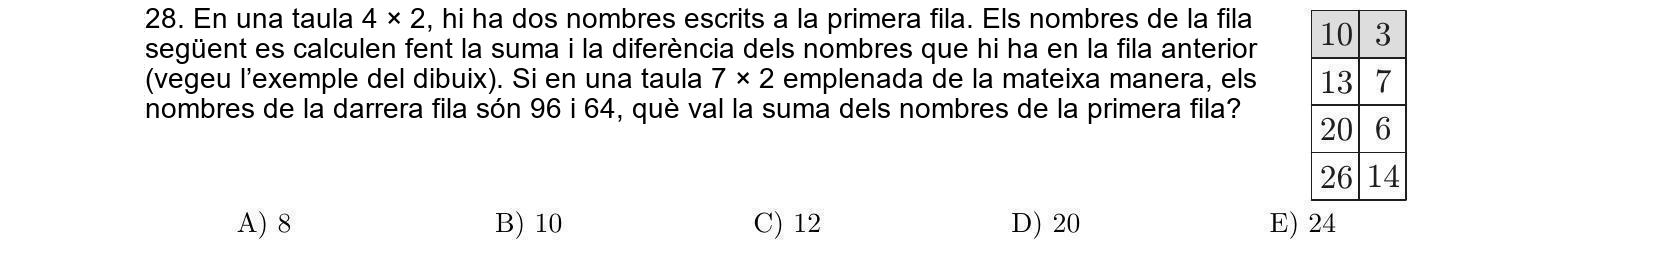 28. En una taula 4 × 2, hi ha dos nombres escrits a la primera fila. Els nombres de la fila
següent es calculen fent la suma i la diferència dels nombres que hi ha en la fila anterior
(vegeu l’exemple del dibuix). Si en una taula 7 × 2 emplenada de la mateixa manera, els
nombres de la darrera fila són 96 i 64, què val la suma dels nombres de la primera fila?
10 3
13 7
20 6
26 14
A) 8 B) 10 C) 12 D) 20 E) 24